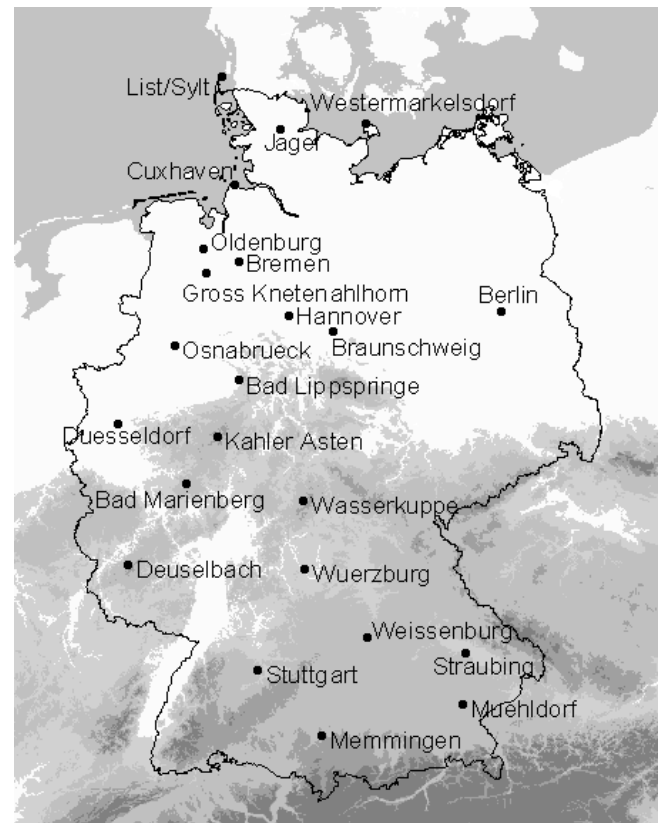 List/Sylt
Westermarkelsdorf
Jagel
Cuxhaven
Oldenburg
Bremen
Gross Knetenahlhorn
Berlin
Hannover
Braunschweig
Osnabrueck
Bad Lippspringe
Duesseldorf
Kahler Asten
Bad Marienberg
Wasserkuppe
Deuselbach
Wuerzburg
Weissenburg
Straubing
Stuttgart
Muehldorf
Memmingen